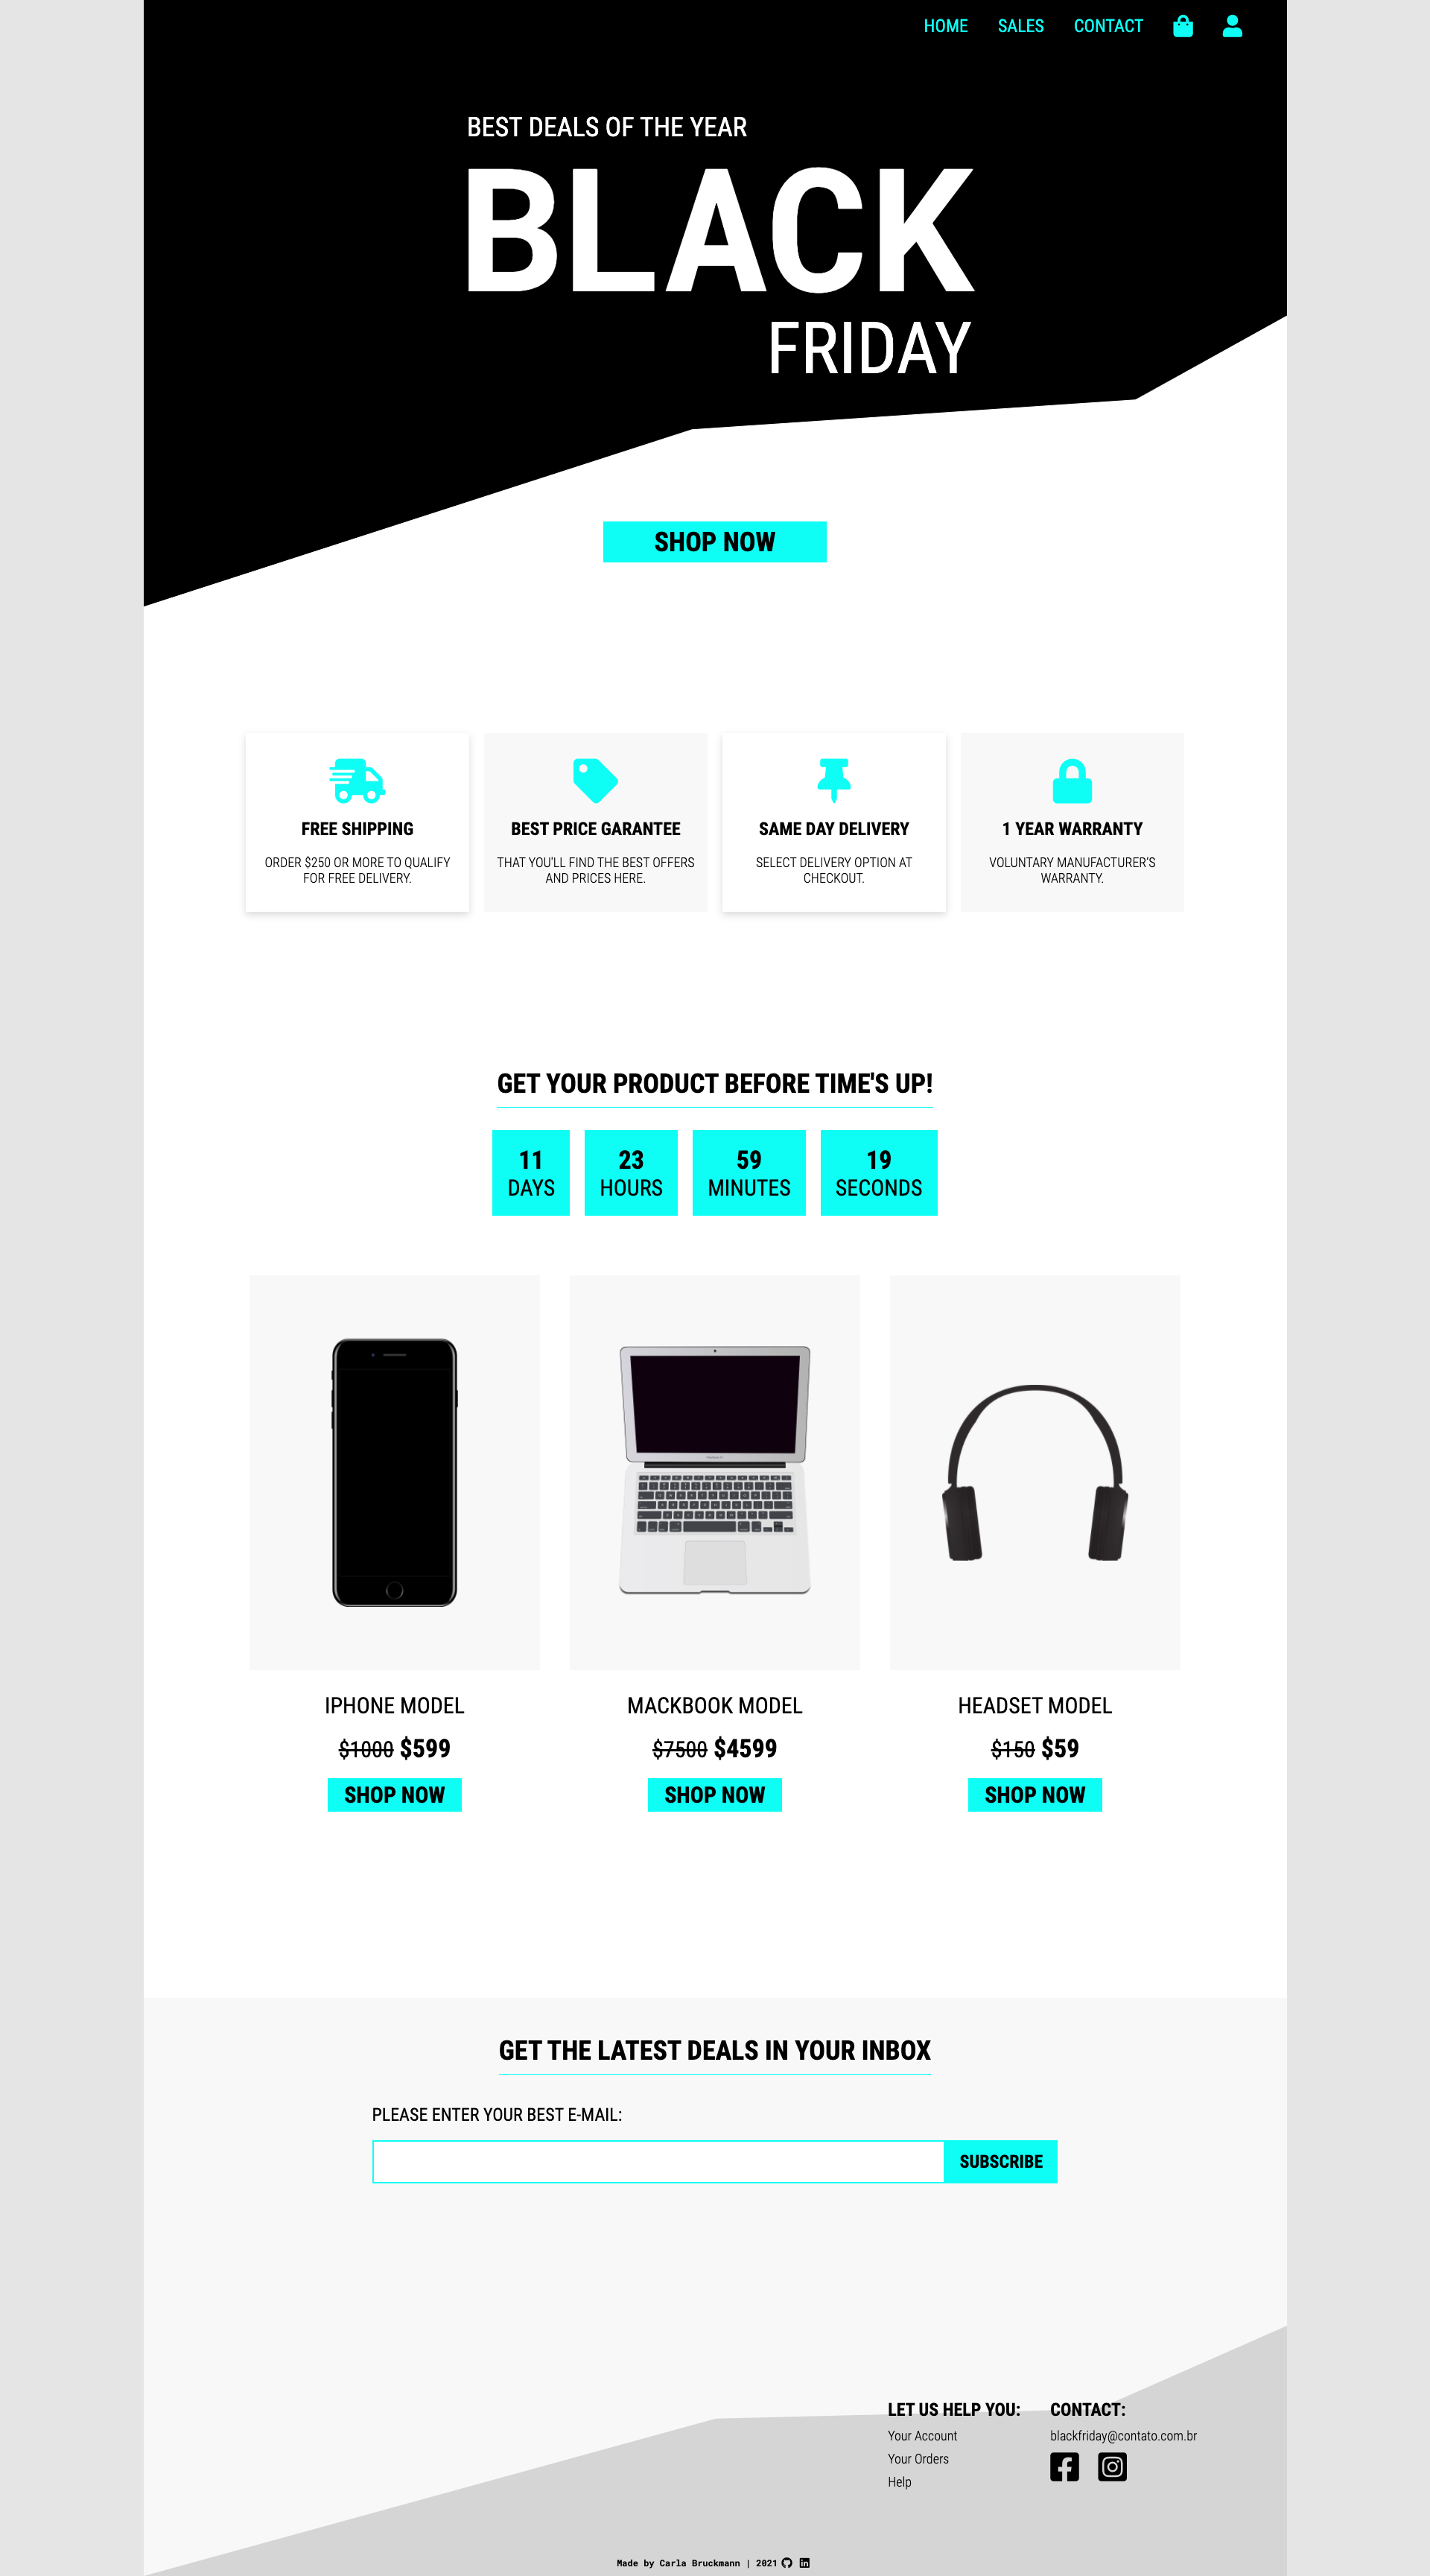 HOME SALES CONTACT
BEST DEALS OF THE YEAR
BLACK
FRIDAY
SHOP NOW
FREE SHIPPING
ORDER $250 OR MORE TO QUALIFY
FOR FREE DELIVERY.
BEST PRICE GARANTEE
THAT YOU'LL FIND THE BEST OFFERS
AND PRICES HERE.
SAME DAY DELIVERY
SELECT DELIVERY OPTION AT
CHECKOUT.
1 YEAR WARRANTY
VOLUNTARY MANUFACTURER'S
WARRANTY.
GET YOUR PRODUCT BEFORE TIME'S UP!
11
DAYS
23
HOURS
59
MINUTES
19
SECONDS
IPHONE MODEL
$1000 $599
SHOP NOW
MACKBOOK MODEL
$7500 $4599
SHOP NOW
HEADSET MODEL
$150 $59
SHOP NOW
GET THE LATEST DEALS IN YOUR INBOX
PLEASE ENTER YOUR BEST E-MAIL:
SUBSCRIBE
LET US HELP YOU:
Your Account
Your Orders
Help
CONTACT:
blackfriday@contato.com.br
Made by Carla Bruckmann | 2021